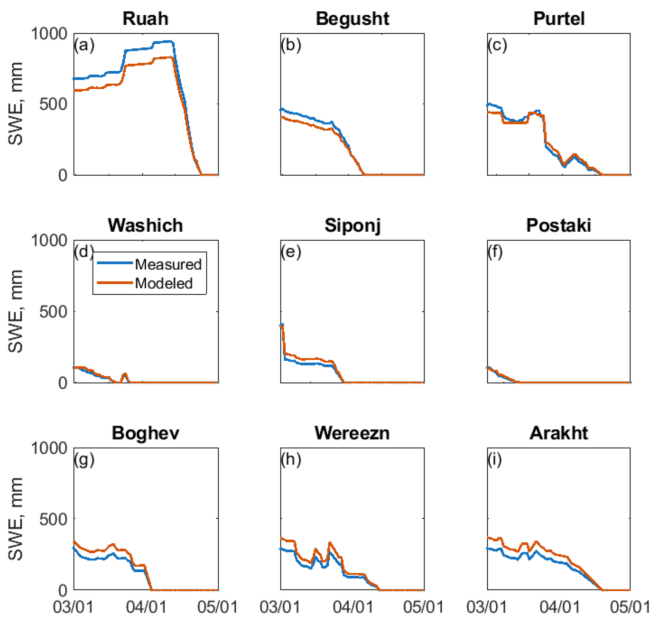 Ruah Begusht Purtel
1000 (a) (b) (c)
SWE, mm
500
0
Washich Siponj Postaki
1000 (d) (e) (f)
Measured
Modeled
SWE, mm
500
0
Boghev Wereezn Arakht
1000 (g) (h) (i)
SWE, mm
500
0
03/01 04/01 05/01 03/01 04/01 05/01 03/01 04/01 05/01